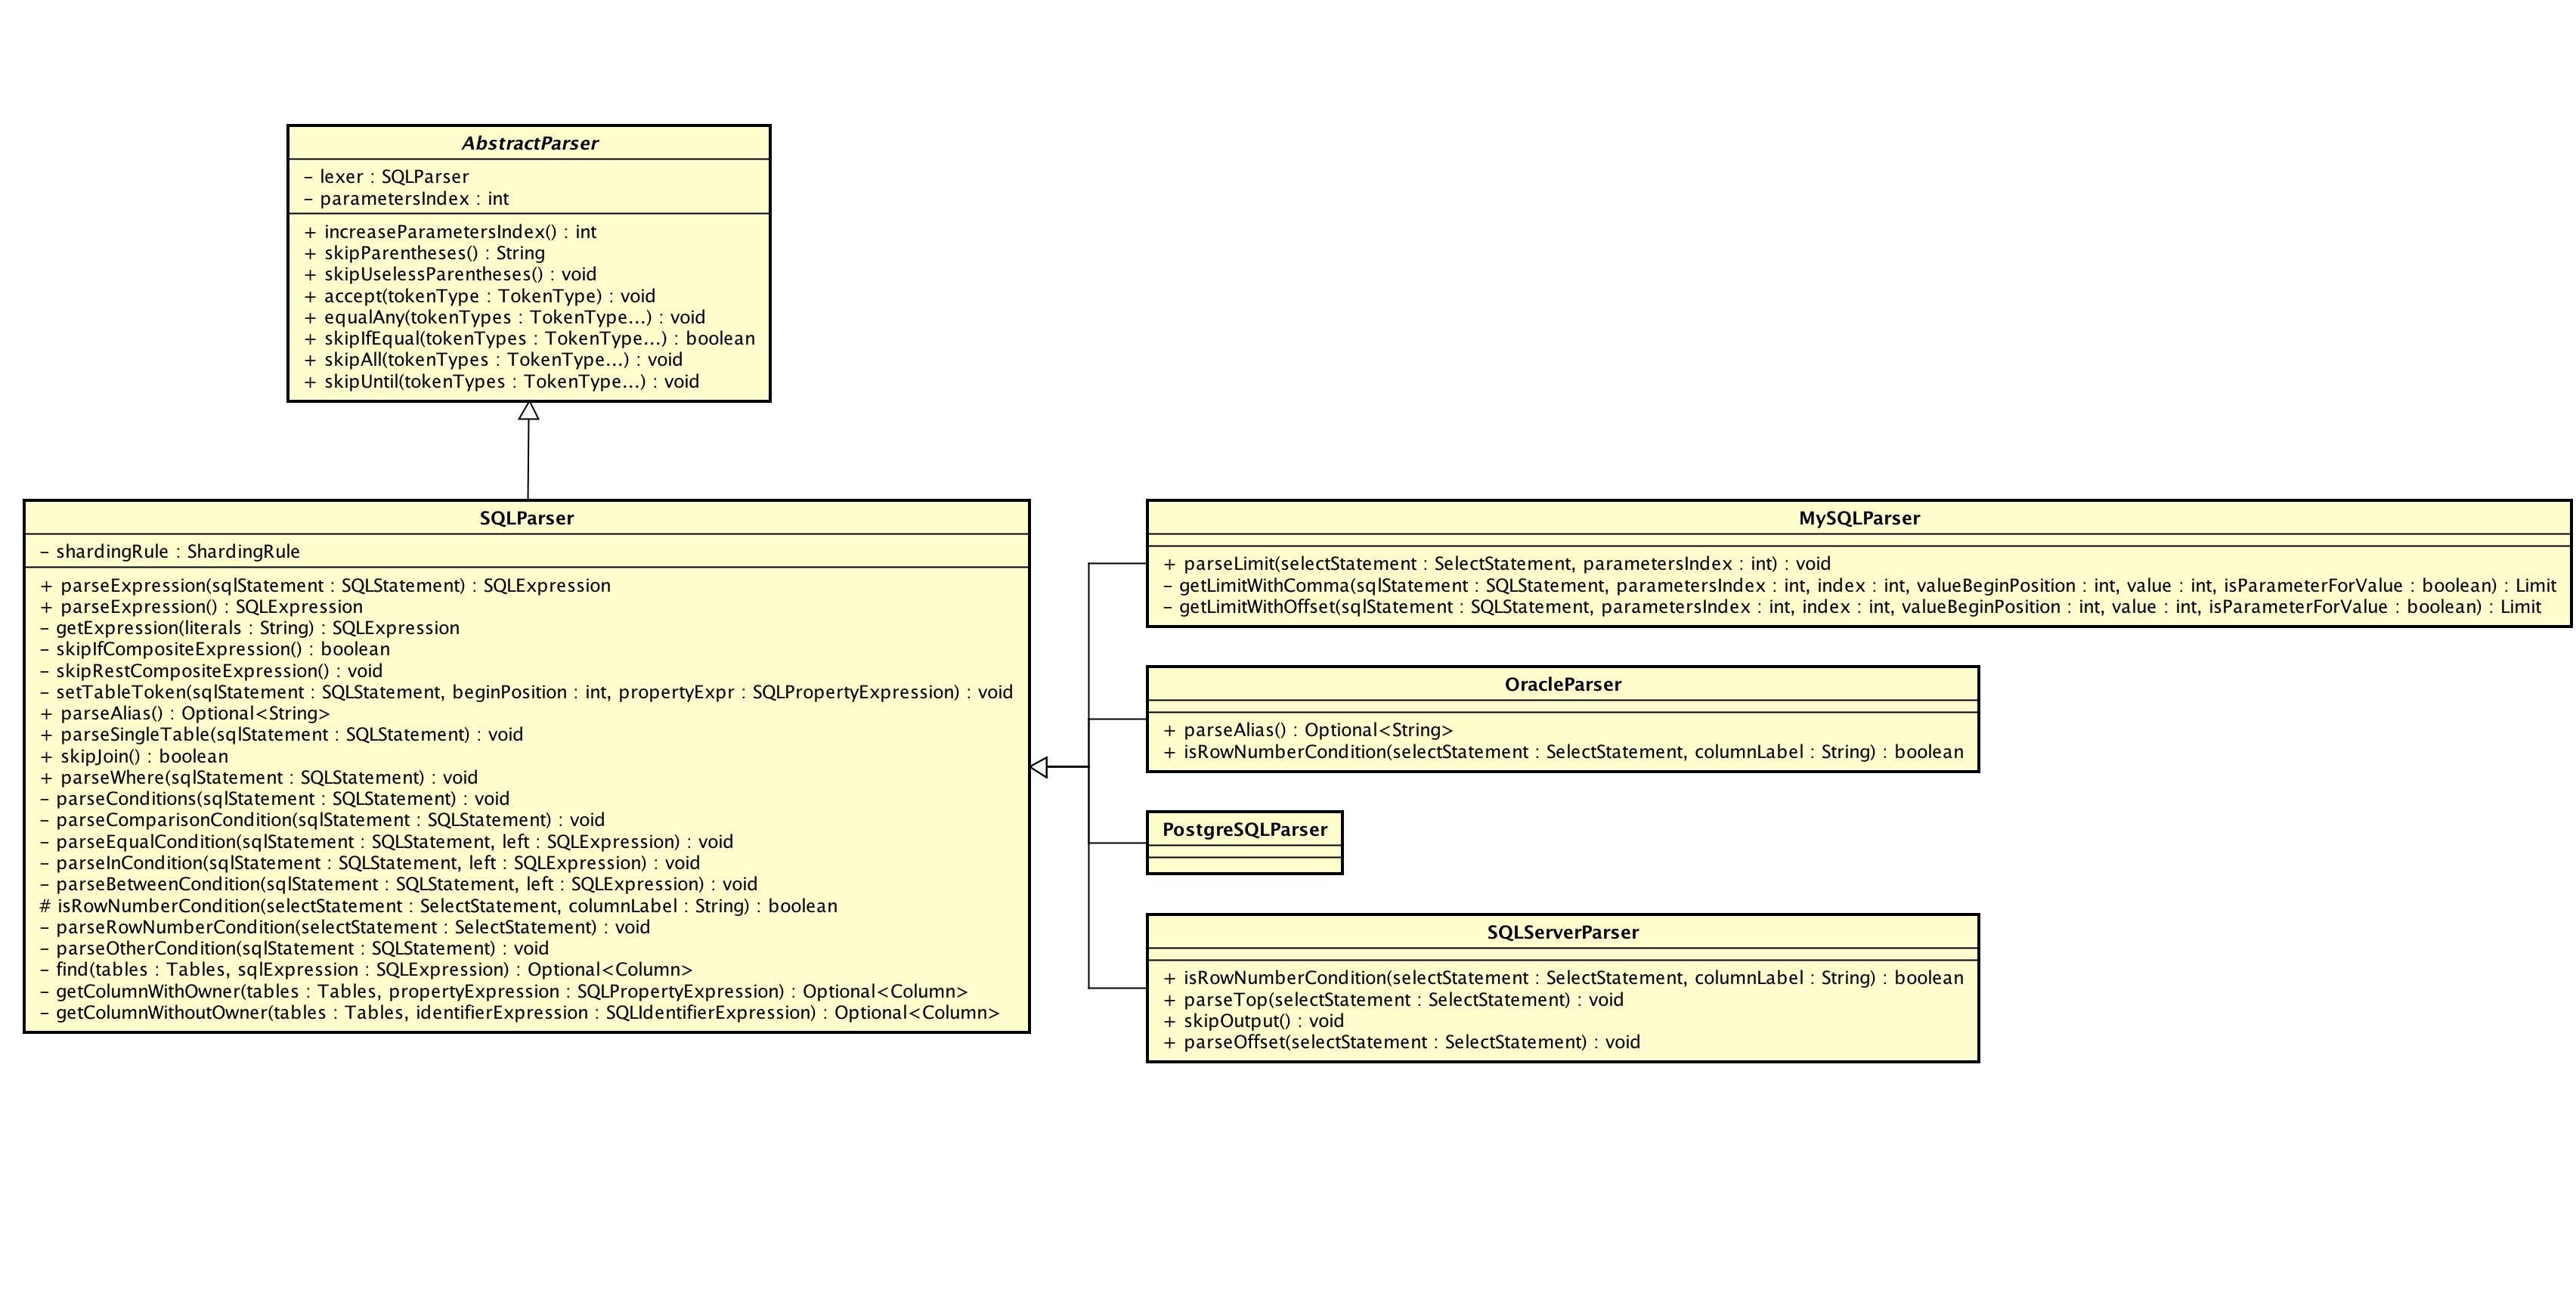 AbstractParser
– lexer : SQLParser
– parametersIndex : int
+ increaseParametersIndex() : int
+ skipParentheses() : String
+ skipUselessParentheses() : void
+ accept(tokenType : TokenType) : void
+ equalAny(tokenTypes : TokenType...) : void
+ skipIfEqual(tokenTypes : TokenType...) : boolean
+ skipAll(tokenTypes : TokenType...) : void
+ skipUntil(tokenTypes : TokenType...) : void
SQLParser
– shardingRule : ShardingRule
+ parseExpression(sqlStatement : SQLStatement) : SQLExpression
+ parseExpression() : SQLExpression
– getExpression(literals : String) : SQLExpression
– skipIfCompositeExpression() : boolean
– skipRestCompositeExpression() : void
– setTableToken(sqlStatement : SQLStatement, beginPosition : int, propertyExpr : SQLPropertyExpression) : void
+ parseAlias() : Optional<String>
+ parseSingleTable(sqlStatement : SQLStatement) : void
+ skipJoin() : boolean
+ parseWhere(sqlStatement : SQLStatement) : void
– parseConditions(sqlStatement : SQLStatement) : void
– parseComparisonCondition(sqlStatement : SQLStatement) : void
– parseEqualCondition(sqlStatement : SQLStatement, left : SQLExpression) : void
– parseInCondition(sqlStatement : SQLStatement, left : SQLExpression) : void
– parseBetweenCondition(sqlStatement : SQLStatement, left : SQLExpression) : void
# isRowNumberCondition(selectStatement : SelectStatement, columnLabel : String) : boolean
– parseRowNumberCondition(selectStatement : SelectStatement) : void
– parseOtherCondition(sqlStatement : SQLStatement) : void
– find(tables : Tables, sqlExpression : SQLExpression) : Optional<Column>
– getColumnWithOwner(tables : Tables, propertyExpression : SQLPropertyExpression) : Optional<Column>
– getColumnWithoutOwner(tables : Tables, identifierExpression : SQLIdentifierExpression) : Optional<Column>
MySQLParser
+ parseLimit(selectStatement : SelectStatement, parametersIndex : int) : void
– getLimitWithComma(sqlStatement : SQLStatement, parametersIndex : int, index : int, valueBeginPosition : int, value : int, isParameterForValue : boolean) : Limit
– getLimitWithOffset(sqlStatement : SQLStatement, parametersIndex : int, index : int, valueBeginPosition : int, value : int, isParameterForValue : boolean) : Limit
OracleParser
+ parseAlias() : Optional<String>
+ isRowNumberCondition(selectStatement : SelectStatement, columnLabel : String) : boolean
PostgreSQLParser
SQLServerParser
+ isRowNumberCondition(selectStatement : SelectStatement, columnLabel : String) : boolean
+ parseTop(selectStatement : SelectStatement) : void
+ skipOutput() : void
+ parseOffset(selectStatement : SelectStatement) : void